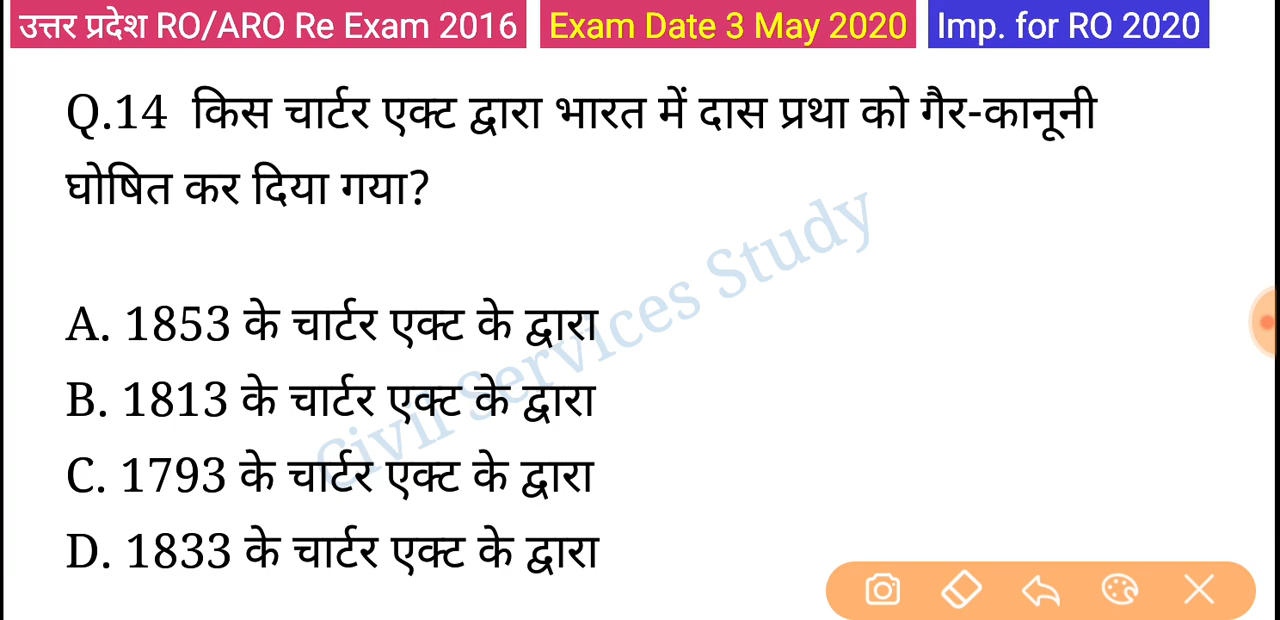 उत्तर प्रदेश RO/ARO Re Exam 2016 Exam Date 3 May 2020 Imp. for RO 2020
Q.14 किस चार्टर एक्ट द्वारा भारत में दास प्रथा को गैर-कानूनी
घोषित कर दिया गया?
A. 1853 के चार्टर एक्ट के द्वारा
B. 1813 के चार्टर एक्ट के द्वारा
C. 1793 के चार्टर एक्ट के द्वारा
D. 1833 के चार्टर एक्ट के द्वारा
Civil Services Study